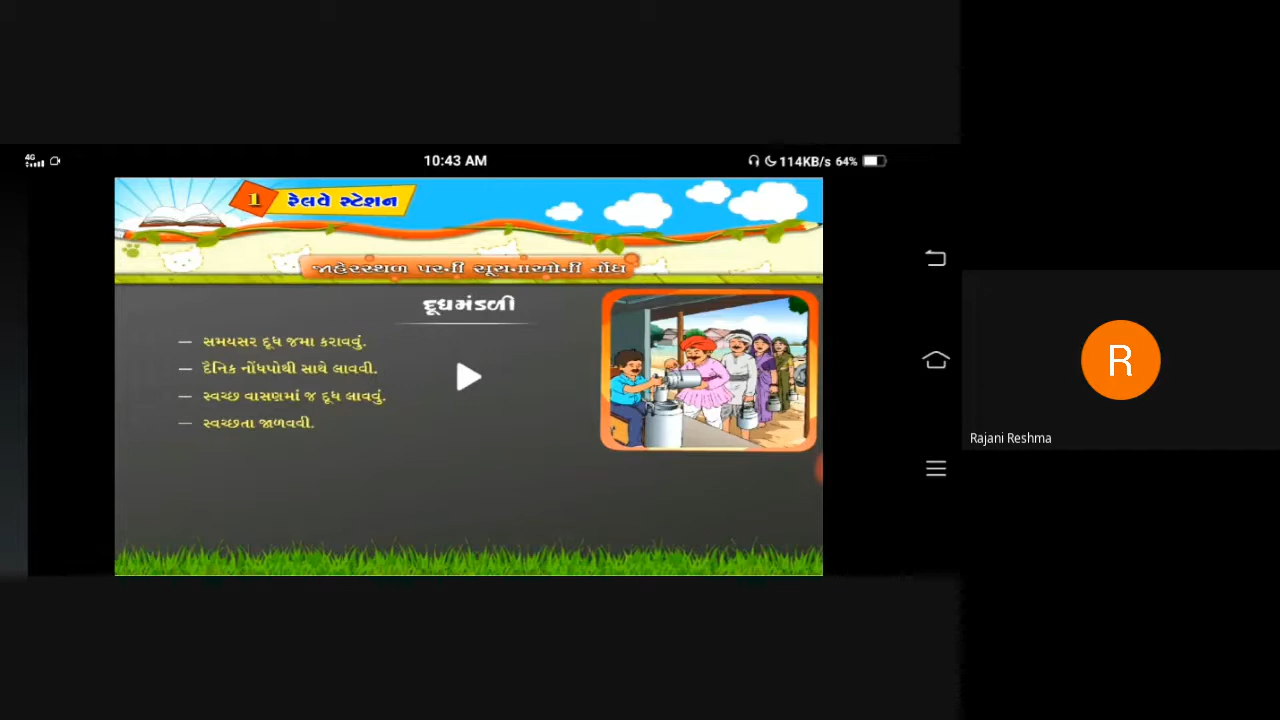 4G
10:43 AM
114KB/s 64%
1 રેલવે સ્ટેશન
જાહેરસ્થળ પરની સૂચનાઓની નોંધ
દૂધમંડળી
— સમયસર દૂધ જમા કરાવવું.
— દૈનિક નોંધપોથી સાથે લાવવી.
— સ્વચ્છ વાસણમાં જ દૂધ લાવવું.
— સ્વચ્છતા જાળવવી.
R
Rajani Reshma